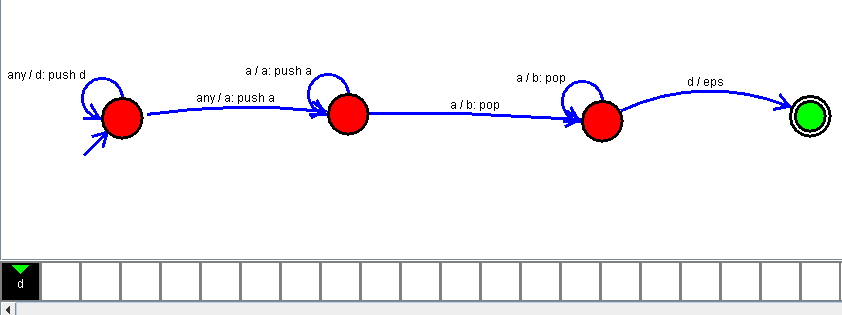 any / d: push d
a / a: push a
any / a: push a
a / b: pop
a / b: pop
d / eps
d